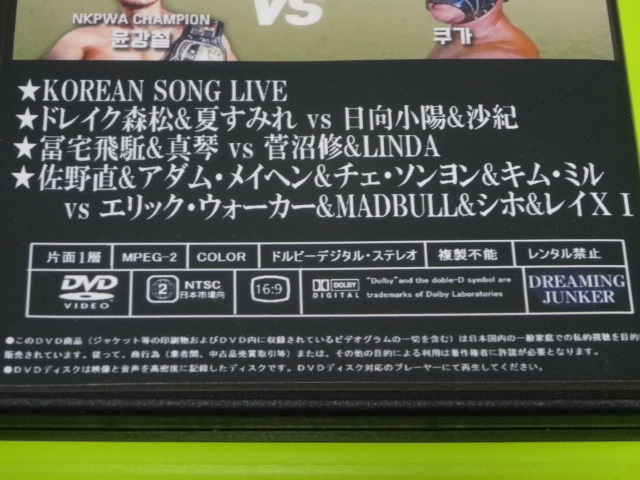 VS
NKPWA CHAMPION
윤강철
쿠가
★KOREAN SONG LIVE
★ドレイク森松&夏すみれ vs 日向小陽&沙紀
★冨宅飛駈&真琴 vs 菅沼修&LINDA
★佐野直&アダム・メイヘン&チェ・ソンヨン&キム・ミル
vs エリック・ウォーカー&MADBULL&シホ&レイX I
片面1層 MPEG-2 COLOR ドルビーデジタル・ステレオ 複製不能 レンタル禁止
DVD VIDEO
2 NTSC 日本市場向
16:9
DOLBY DIGITAL
"Dolby"and the doble-D symbol are
trademarks of Dolby Laboratories
DREAMING
JUNKER
●このDVD商品（ジャケット等の印刷物およびDVD内に収録されているビデオグラムの一切を含む）は日本国内の一般家庭での私的視聴を目的
販売されています。従って、商行為（業者間、中古品売買取引等）または、その他の目的による利用は著作権者に許諾が必要となります。
●DVDディスクは映像と音声を高密度に記録したディスクです。DVDディスク対応のプレーヤーにて再生してください。